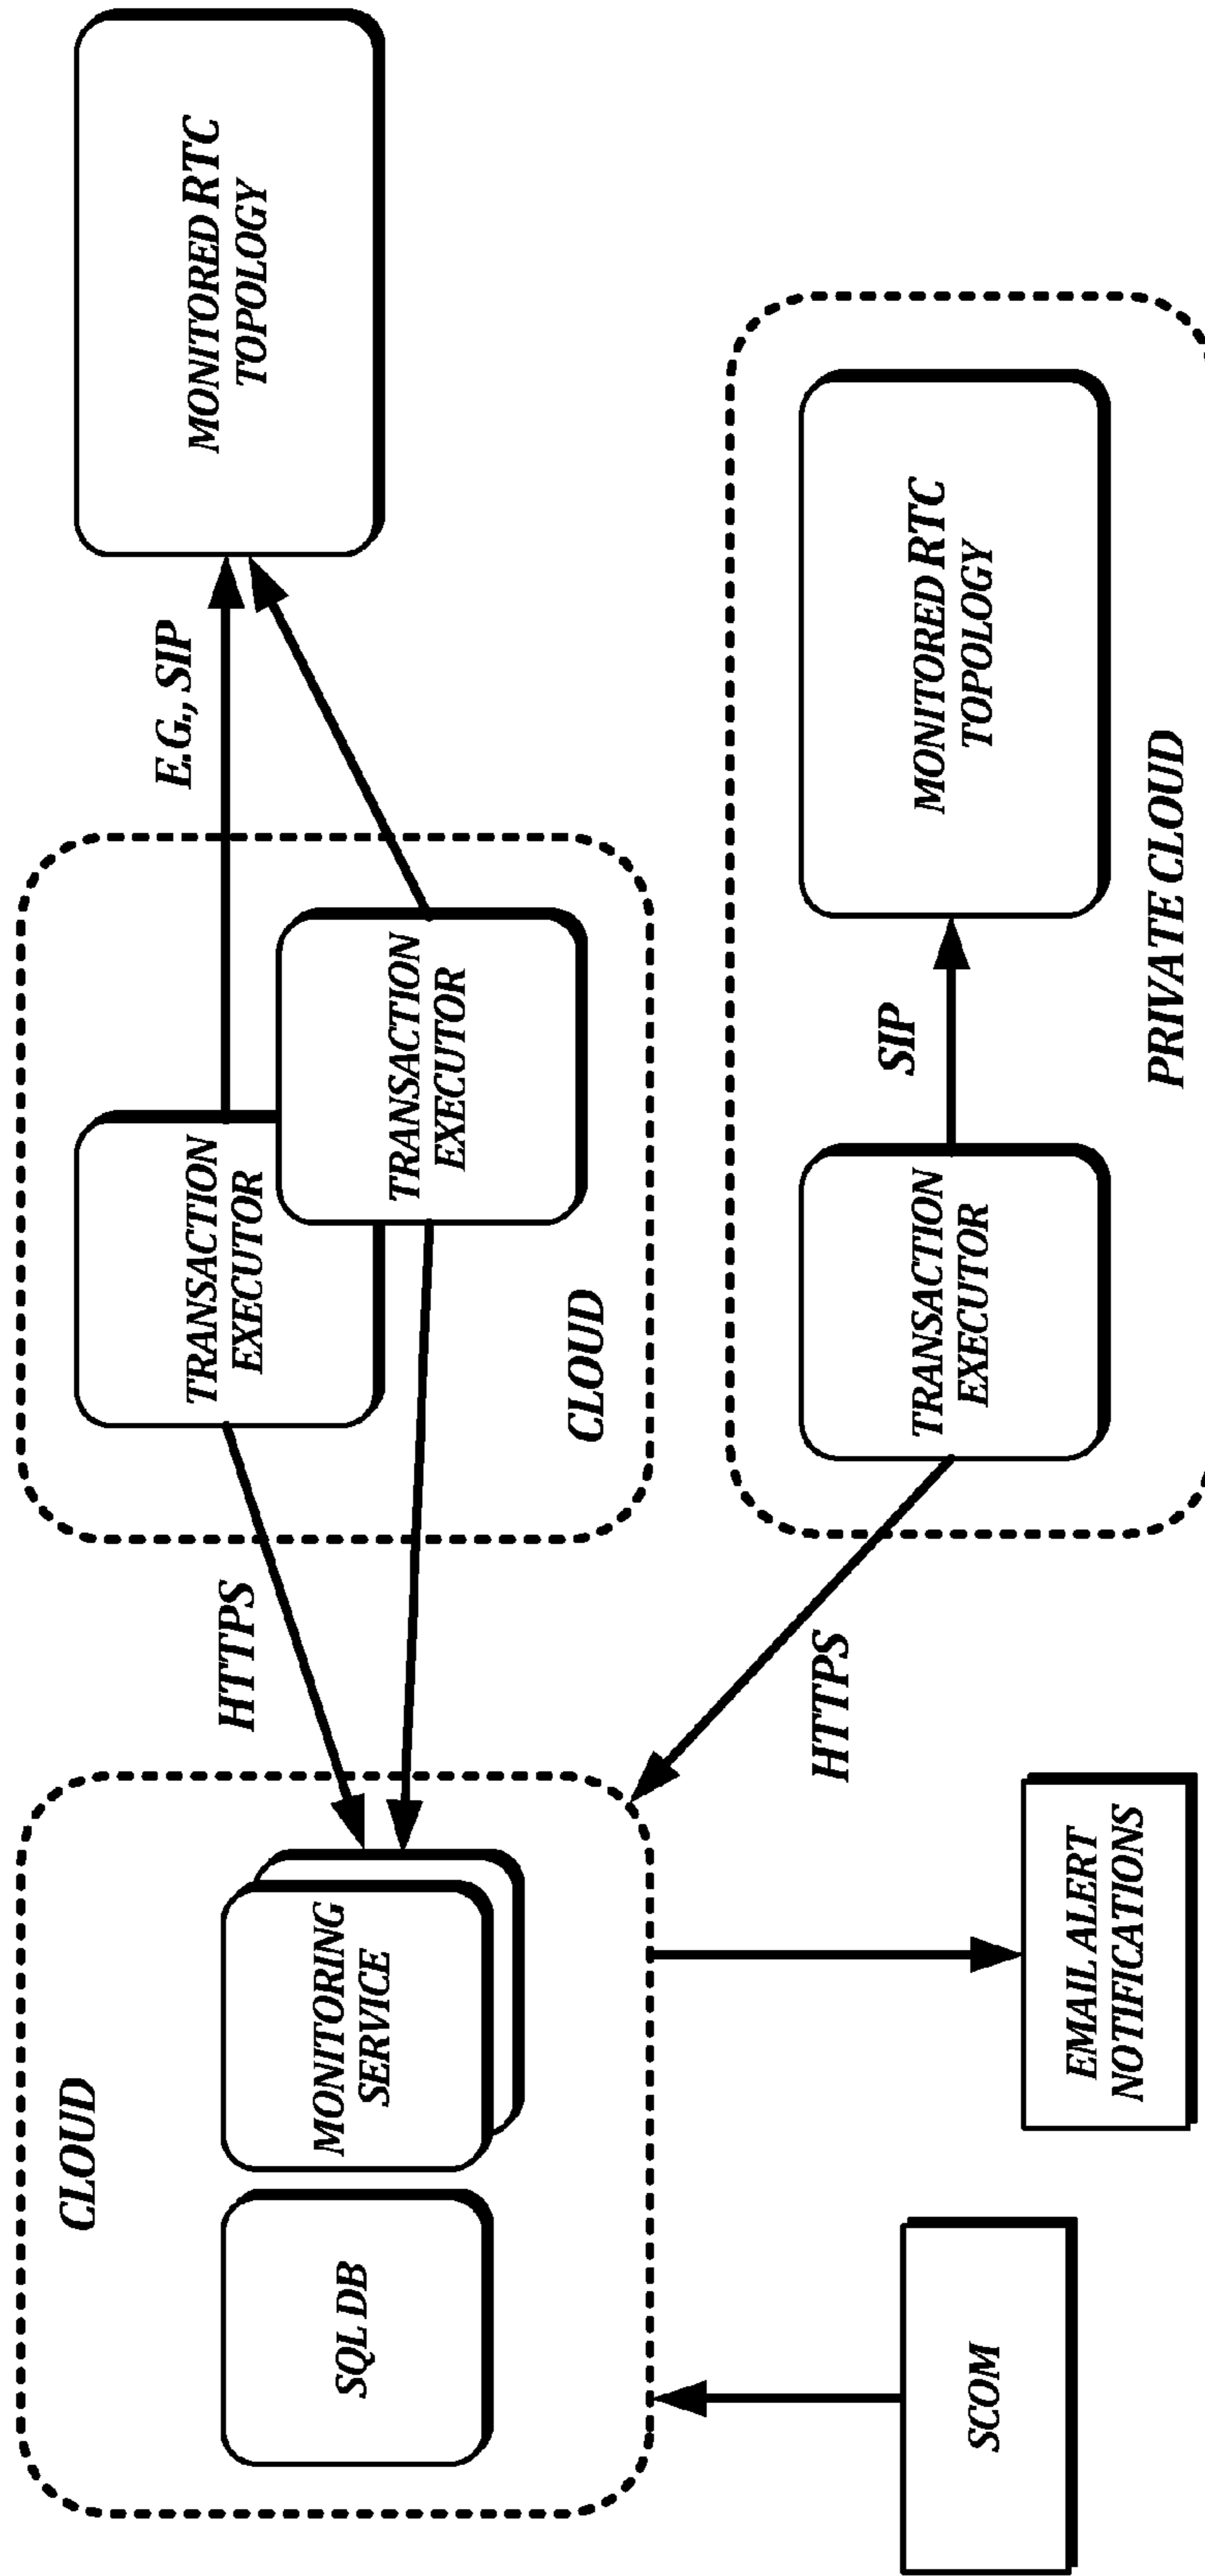 CLOUD
SQL DB
MONITORING
SERVICE
HTTPS
TRANSACTION
EXECUTOR
TRANSACTION
EXECUTOR
CLOUD
E.G., SIP
MONITORED RTC
TOPOLOGY
SCOM
EMAIL ALERT
NOTIFICATIONS
HTTPS
TRANSACTION
EXECUTOR
SIP
MONITORED RTC
TOPOLOGY
PRIVATE CLOUD